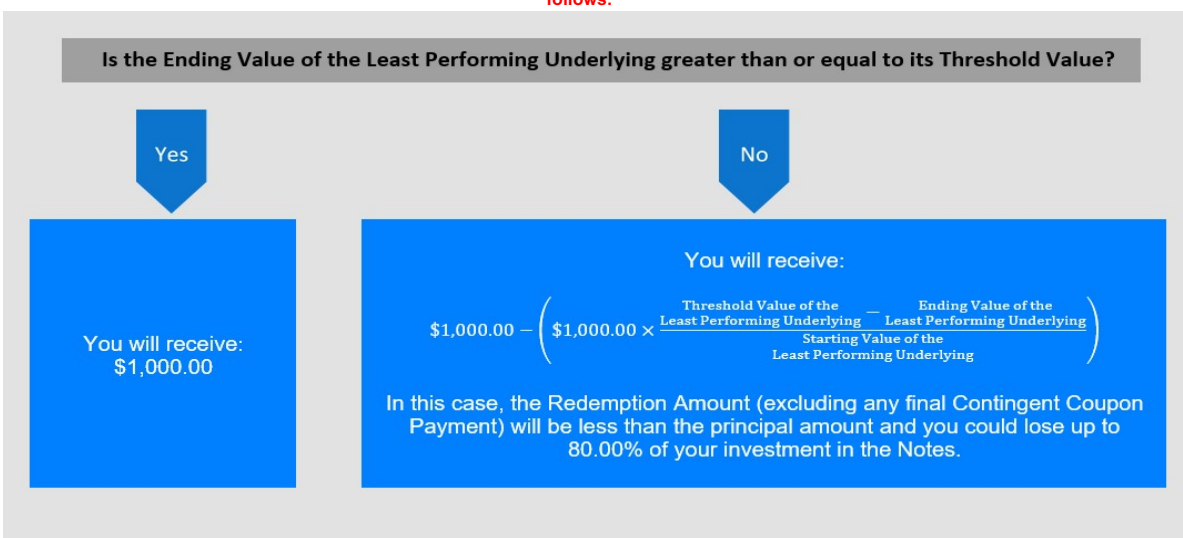 follows:
Is the Ending Value of the Least Performing Underlying greater than or equal to its Threshold Value?
Yes
No
You will receive:
$1,000.00
You will receive:
$1,000.00 − ($1,000.00 × (Threshold Value of the Least Performing Underlying − Ending Value of the Least Performing Underlying) / Starting Value of the Least Performing Underlying)
In this case, the Redemption Amount (excluding any final Contingent Coupon
Payment) will be less than the principal amount and you could lose up to
80.00% of your investment in the Notes.